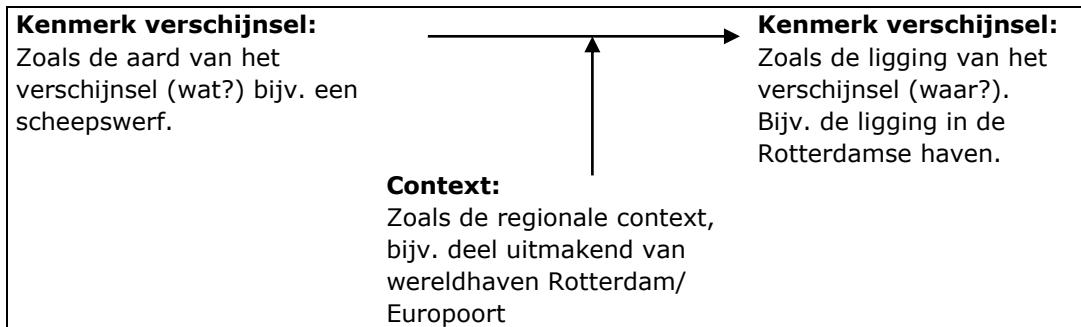 Kenmerk verschijnsel:
Zoals de aard van het
verschijnsel (wat?) bijv. een
scheepswerf.
Kenmerk verschijnsel:
Zoals de ligging van het
verschijnsel (waar?).
Bijv. de ligging in de
Rotterdamse haven.
Context:
Zoals de regionale context,
bijv. deel uitmakend van
wereldhaven Rotterdam/
Europoort